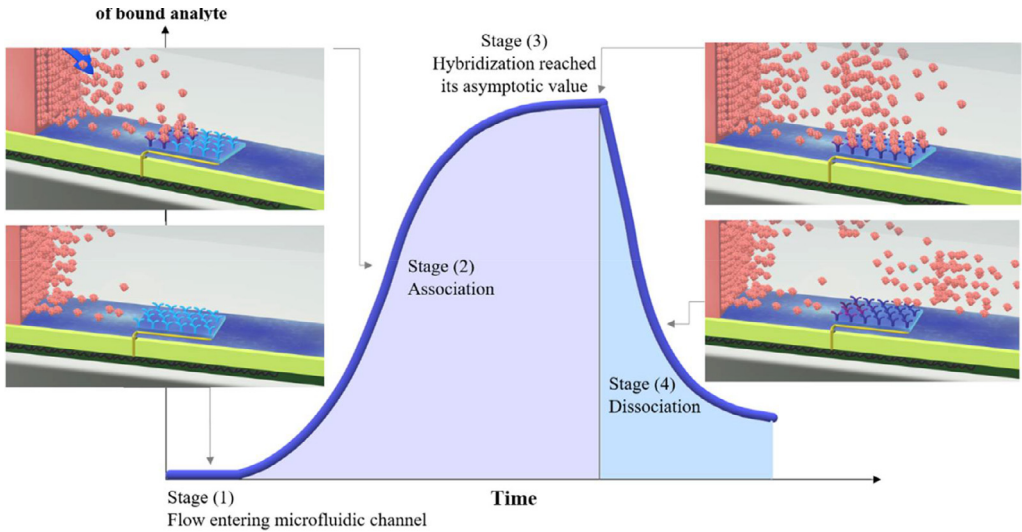 of bound analyte
Stage (3)
Hybridization reached
its asymptotic value
Stage (2)
Association
Stage (4)
Dissociation
Stage (1)
Flow entering microfluidic channel
Time